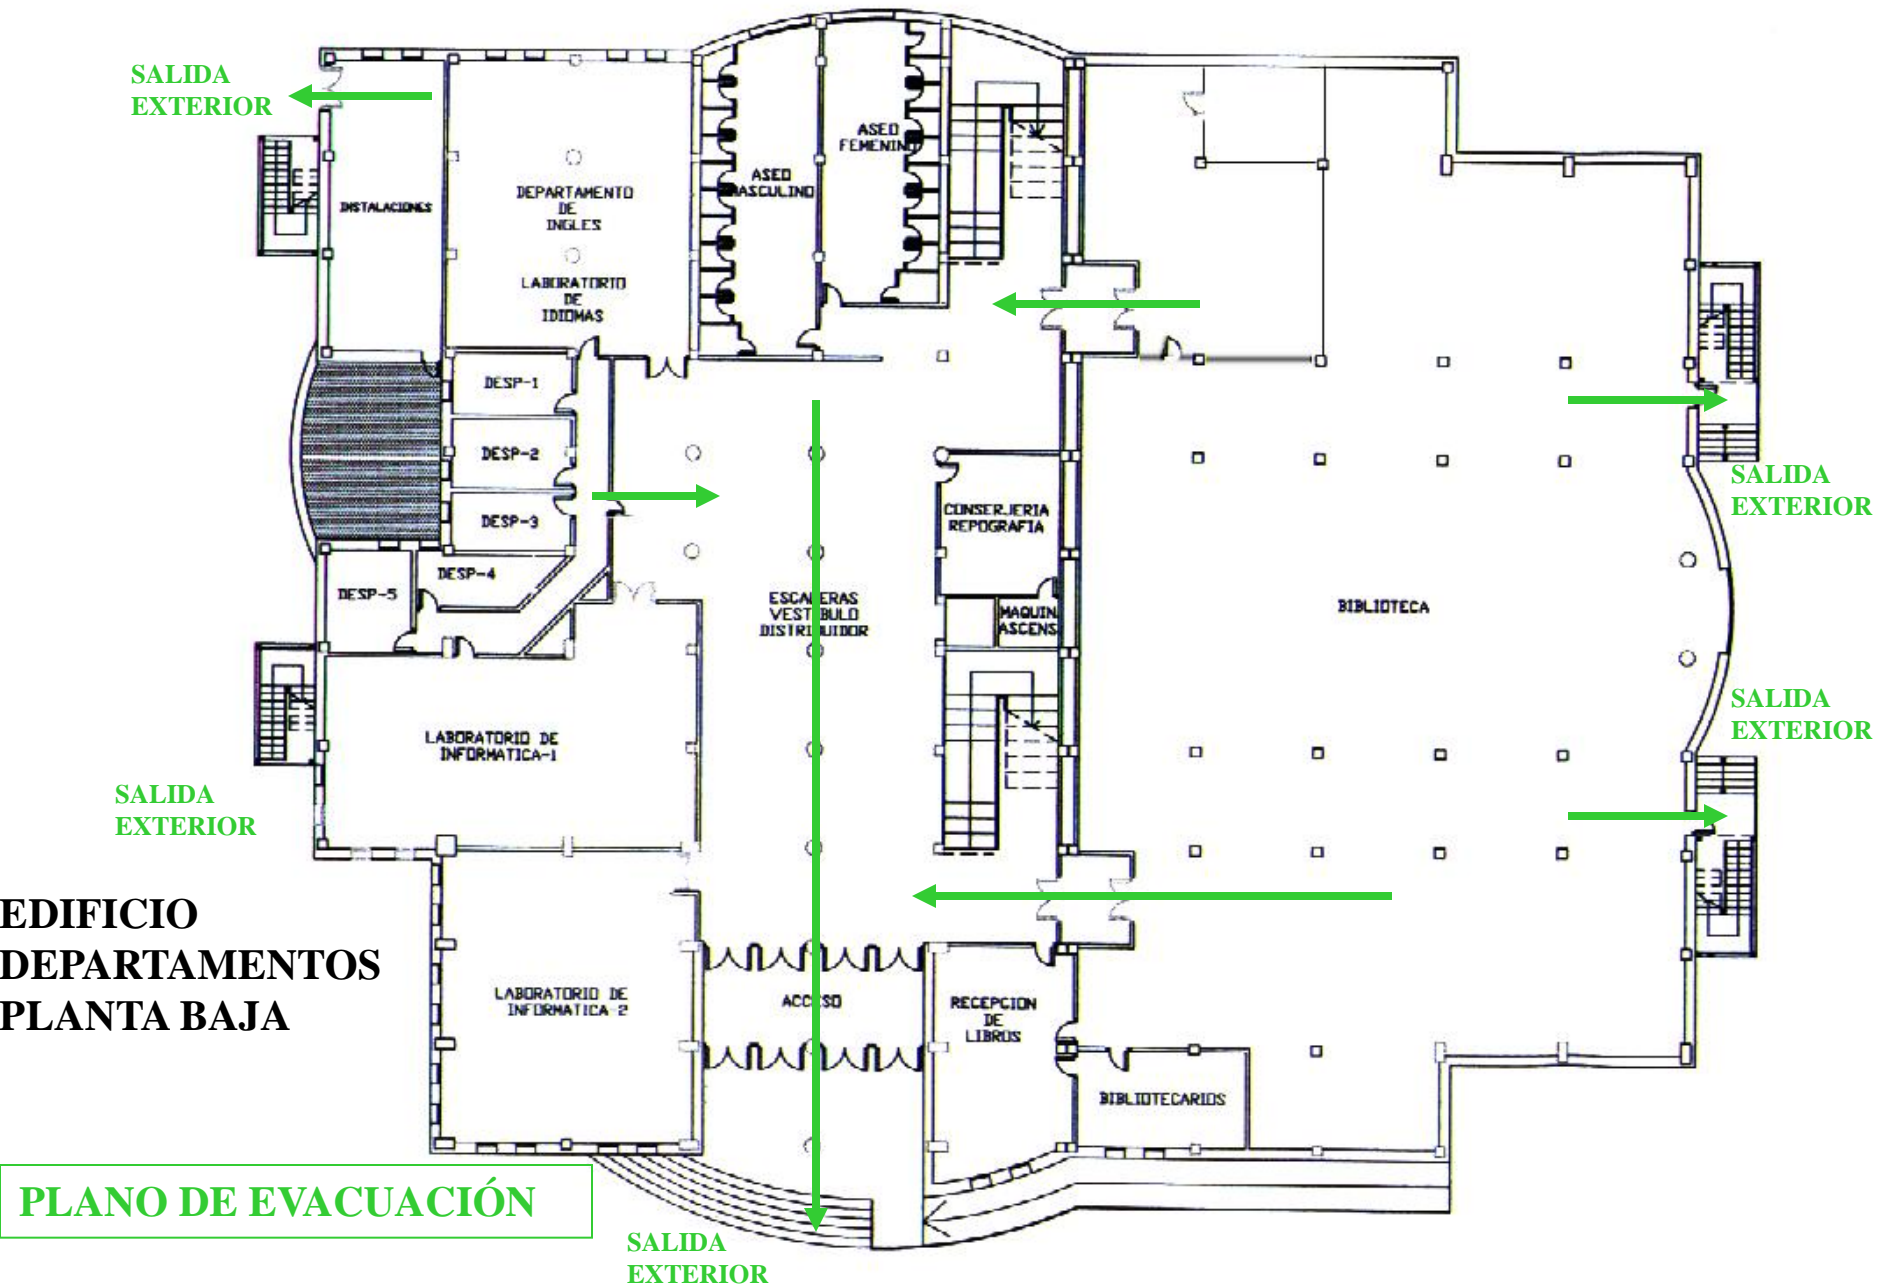 SALIDA
EXTERIOR
ASEO
FEMENINO
ASEO
MASCULINO
INSTALACIONES
DEPARTAMENTO
DE
INGLES
LABORATORIO
DE
IDIOMAS
DESP-1
DESP-2
DESP-3
DESP-4
DESP-5
CONSERJERIA
REPOGRAFIA
SALIDA
EXTERIOR
ESCALERAS
VESTIBULO
DISTRIBUIDOR
MAQUIN
ASCENS
BIBLIOTECA
SALIDA
EXTERIOR
LABORATORIO DE
INFORMATICA-1
SALIDA
EXTERIOR
EDIFICIO
DEPARTAMENTOS
PLANTA BAJA
LABORATORIO DE
INFORMATICA-2
ACCESO
RECEPCION
DE
LIBROS
BIBLIOTECARIOS
PLANO DE EVACUACIÓN
SALIDA
EXTERIOR